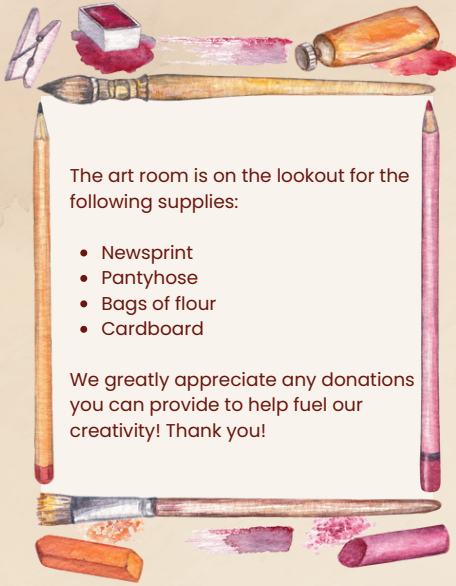 The art room is on the lookout for the
following supplies:
• Newsprint
• Pantyhose
• Bags of flour
• Cardboard
We greatly appreciate any donations
you can provide to help fuel our
creativity! Thank you!